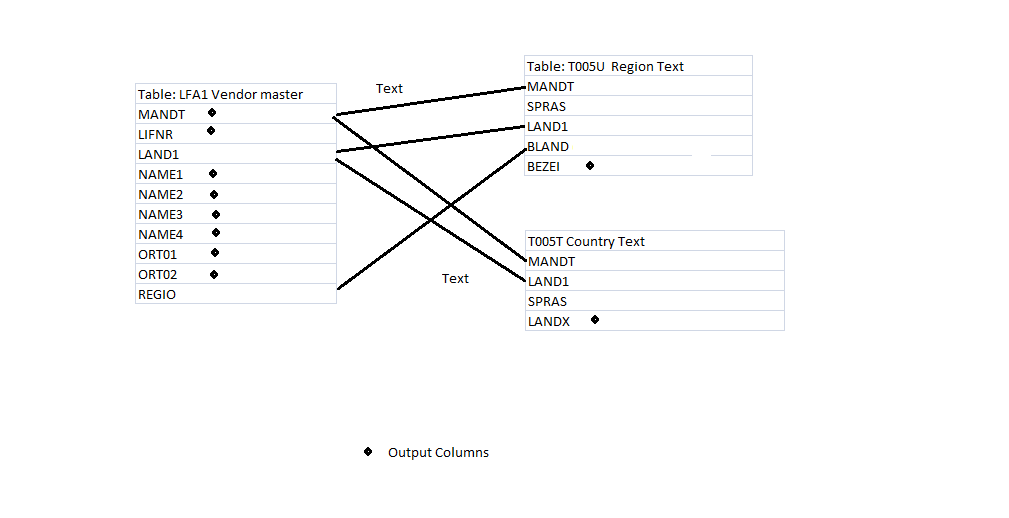 Table: LFA1 Vendor master
MANDT
LIFNR
LAND1
NAME1
NAME2
NAME3
NAME4
ORT01
ORT02
REGIO
Text
Table: T005U  Region Text
MANDT
SPRAS
LAND1
BLAND
BEZEI
Text
T005T Country Text
MANDT
LAND1
SPRAS
LANDX
Output Columns